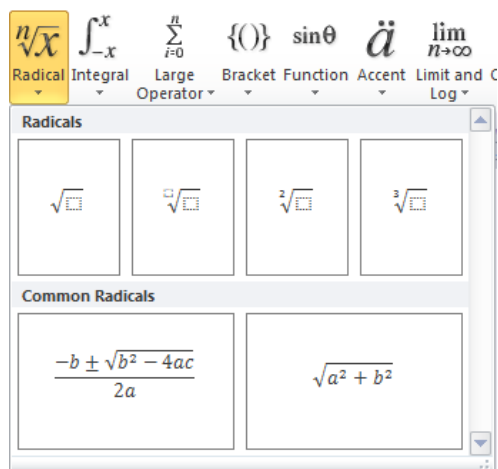 ⁿ√x ∫₋ₓˣ ∑ᵢ₌₀ⁿ {()} sinθ ä lim n→∞
Radical Integral Large Operator Bracket Function Accent Limit and Log C
Radicals
√ √ ²√ ³√
Common Radicals
(−b ± √(b² − 4ac))/(2a) √(a² + b²)